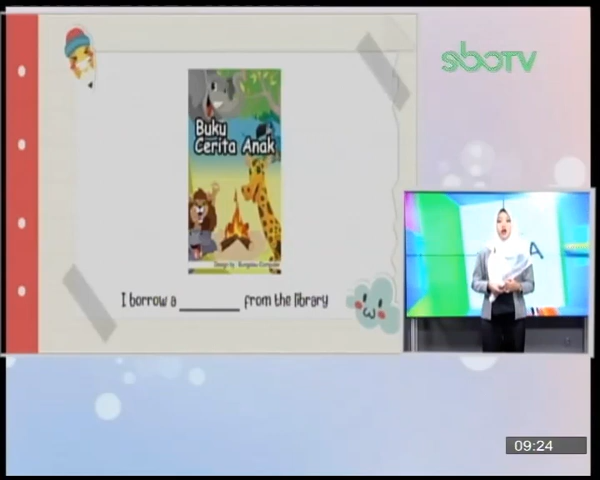 sbotv
Buku
Cerita Anak
I borrow a ________ from the library
A
09:24